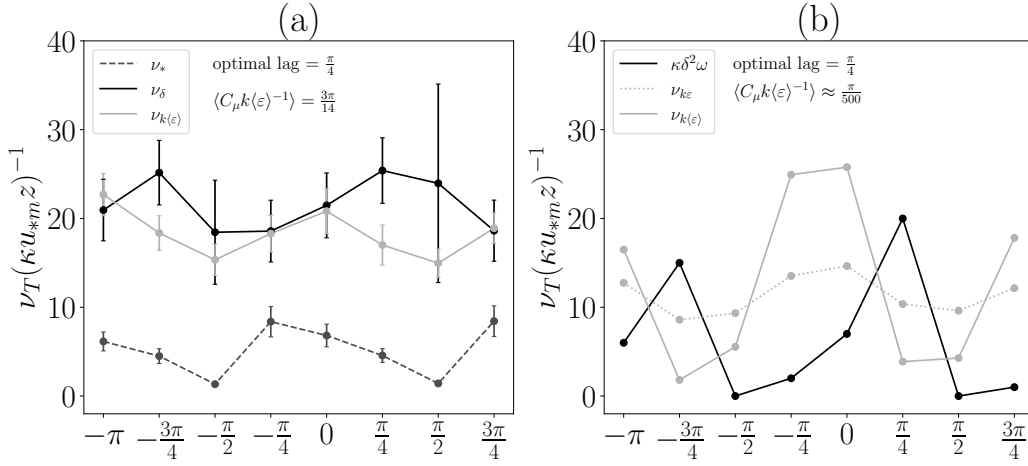 (a)
ν_T(κu_{*m}z)^{-1}
40
30
20
10
0
ν_*
ν_δ
ν_{k⟨ε⟩}
optimal lag = π/4
⟨C_μ k⟨ε⟩^{-1}⟩ = 3π/14
−π −3π/4 −π/2 −π/4 0 π/4 π/2 3π/4
(b)
ν_T(κu_{*m}z)^{-1}
40
30
20
10
0
κδ²ω
ν_{kε}
ν_{k⟨ε⟩}
optimal lag = π/4
⟨C_μ k⟨ε⟩^{-1}⟩ ≈ π/500
−π −3π/4 −π/2 −π/4 0 π/4 π/2 3π/4